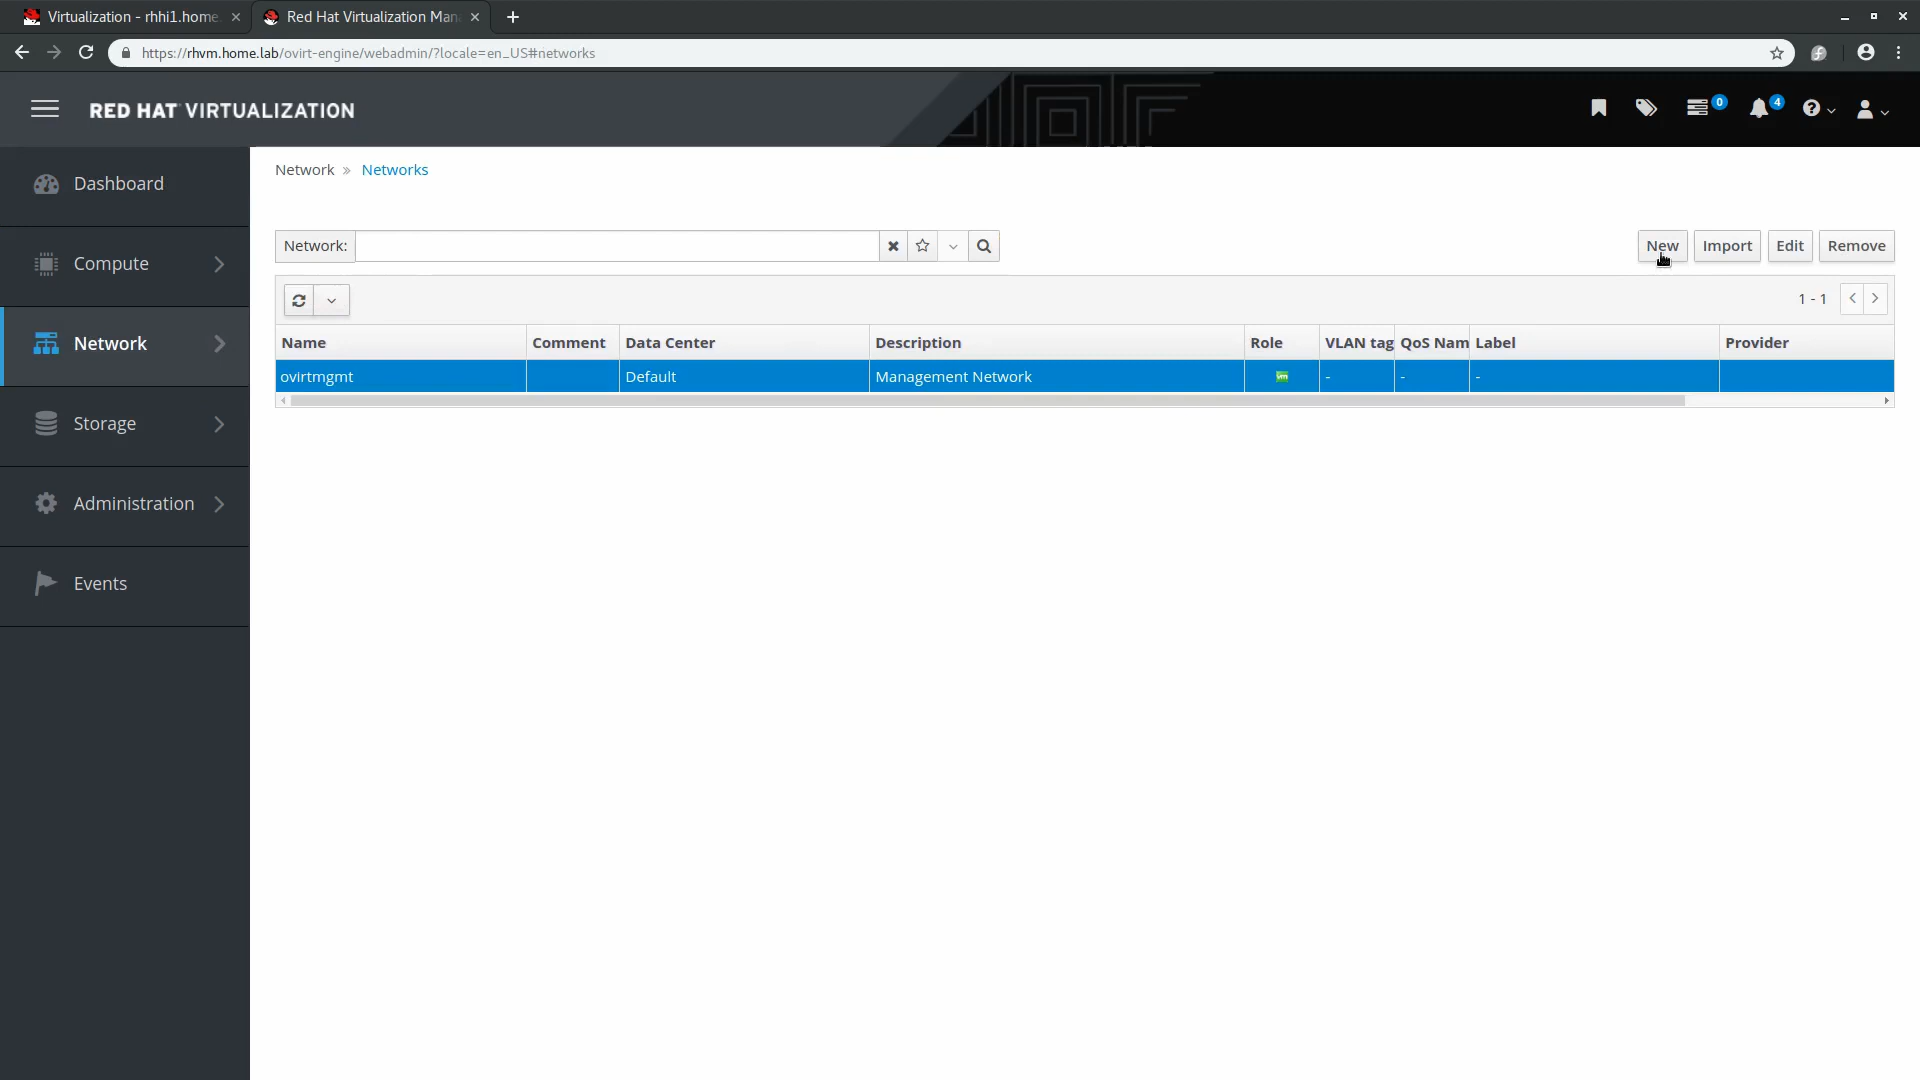 Virtualization - rhhi1.home
Red Hat Virtualization Man
https://rhvm.home.lab/ovirt-engine/webadmin/?locale=en_US#networks
RED HAT VIRTUALIZATION
0
4
Dashboard
Compute
Network
Storage
Administration
Events
Network » Networks
Network:
New Import Edit Remove
1 - 1
Name Comment Data Center Description Role VLAN tag QoS Nam Label Provider
ovirtmgmt Default Management Network vm - - -